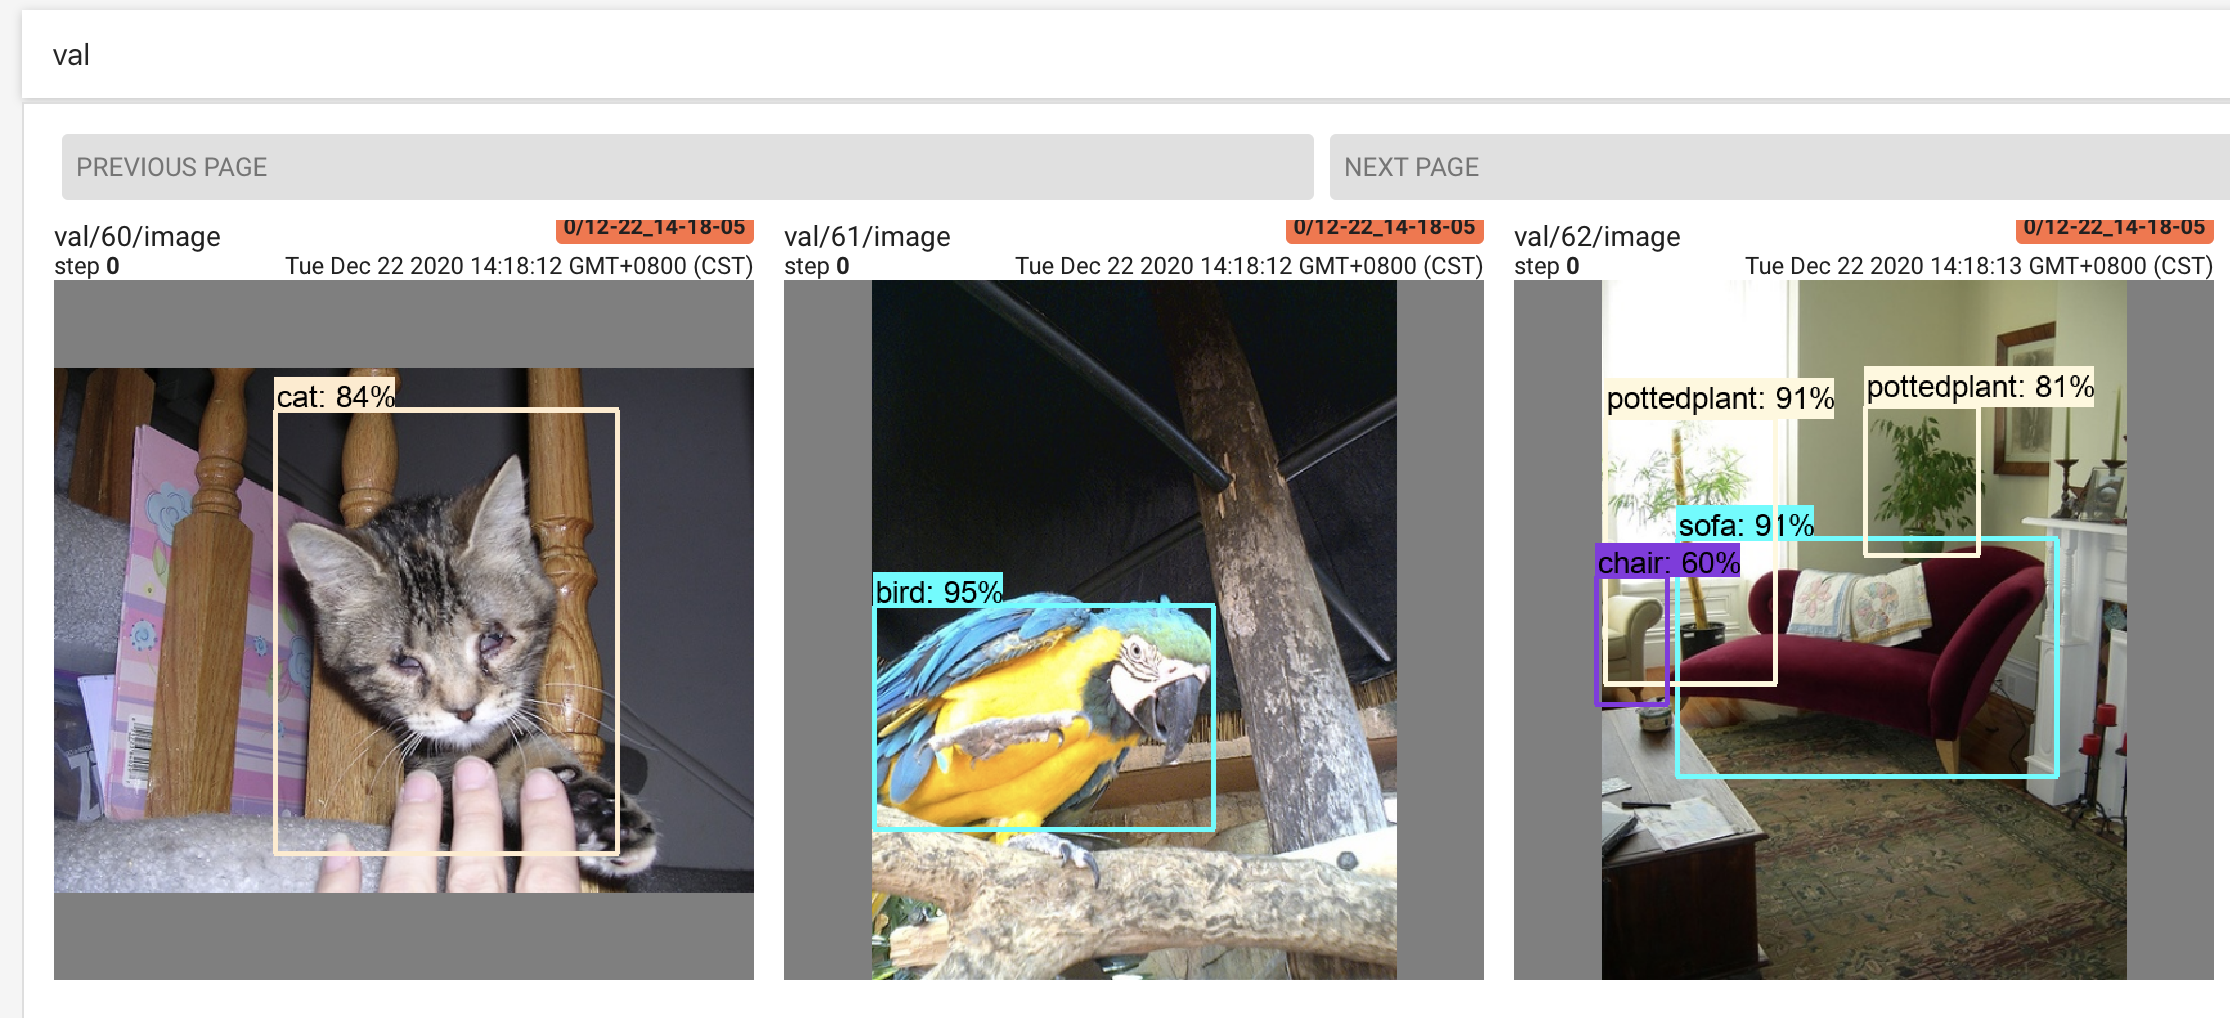 val
PREVIOUS PAGE
NEXT PAGE
val/60/image
0/12-22_14-18-05
step 0
Tue Dec 22 2020 14:18:12 GMT+0800 (CST)
cat: 84%
val/61/image
0/12-22_14-18-05
step 0
Tue Dec 22 2020 14:18:12 GMT+0800 (CST)
bird: 95%
val/62/image
0/12-22_14-18-05
step 0
Tue Dec 22 2020 14:18:13 GMT+0800 (CST)
pottedplant: 91%
pottedplant: 81%
sofa: 91%
chair: 60%